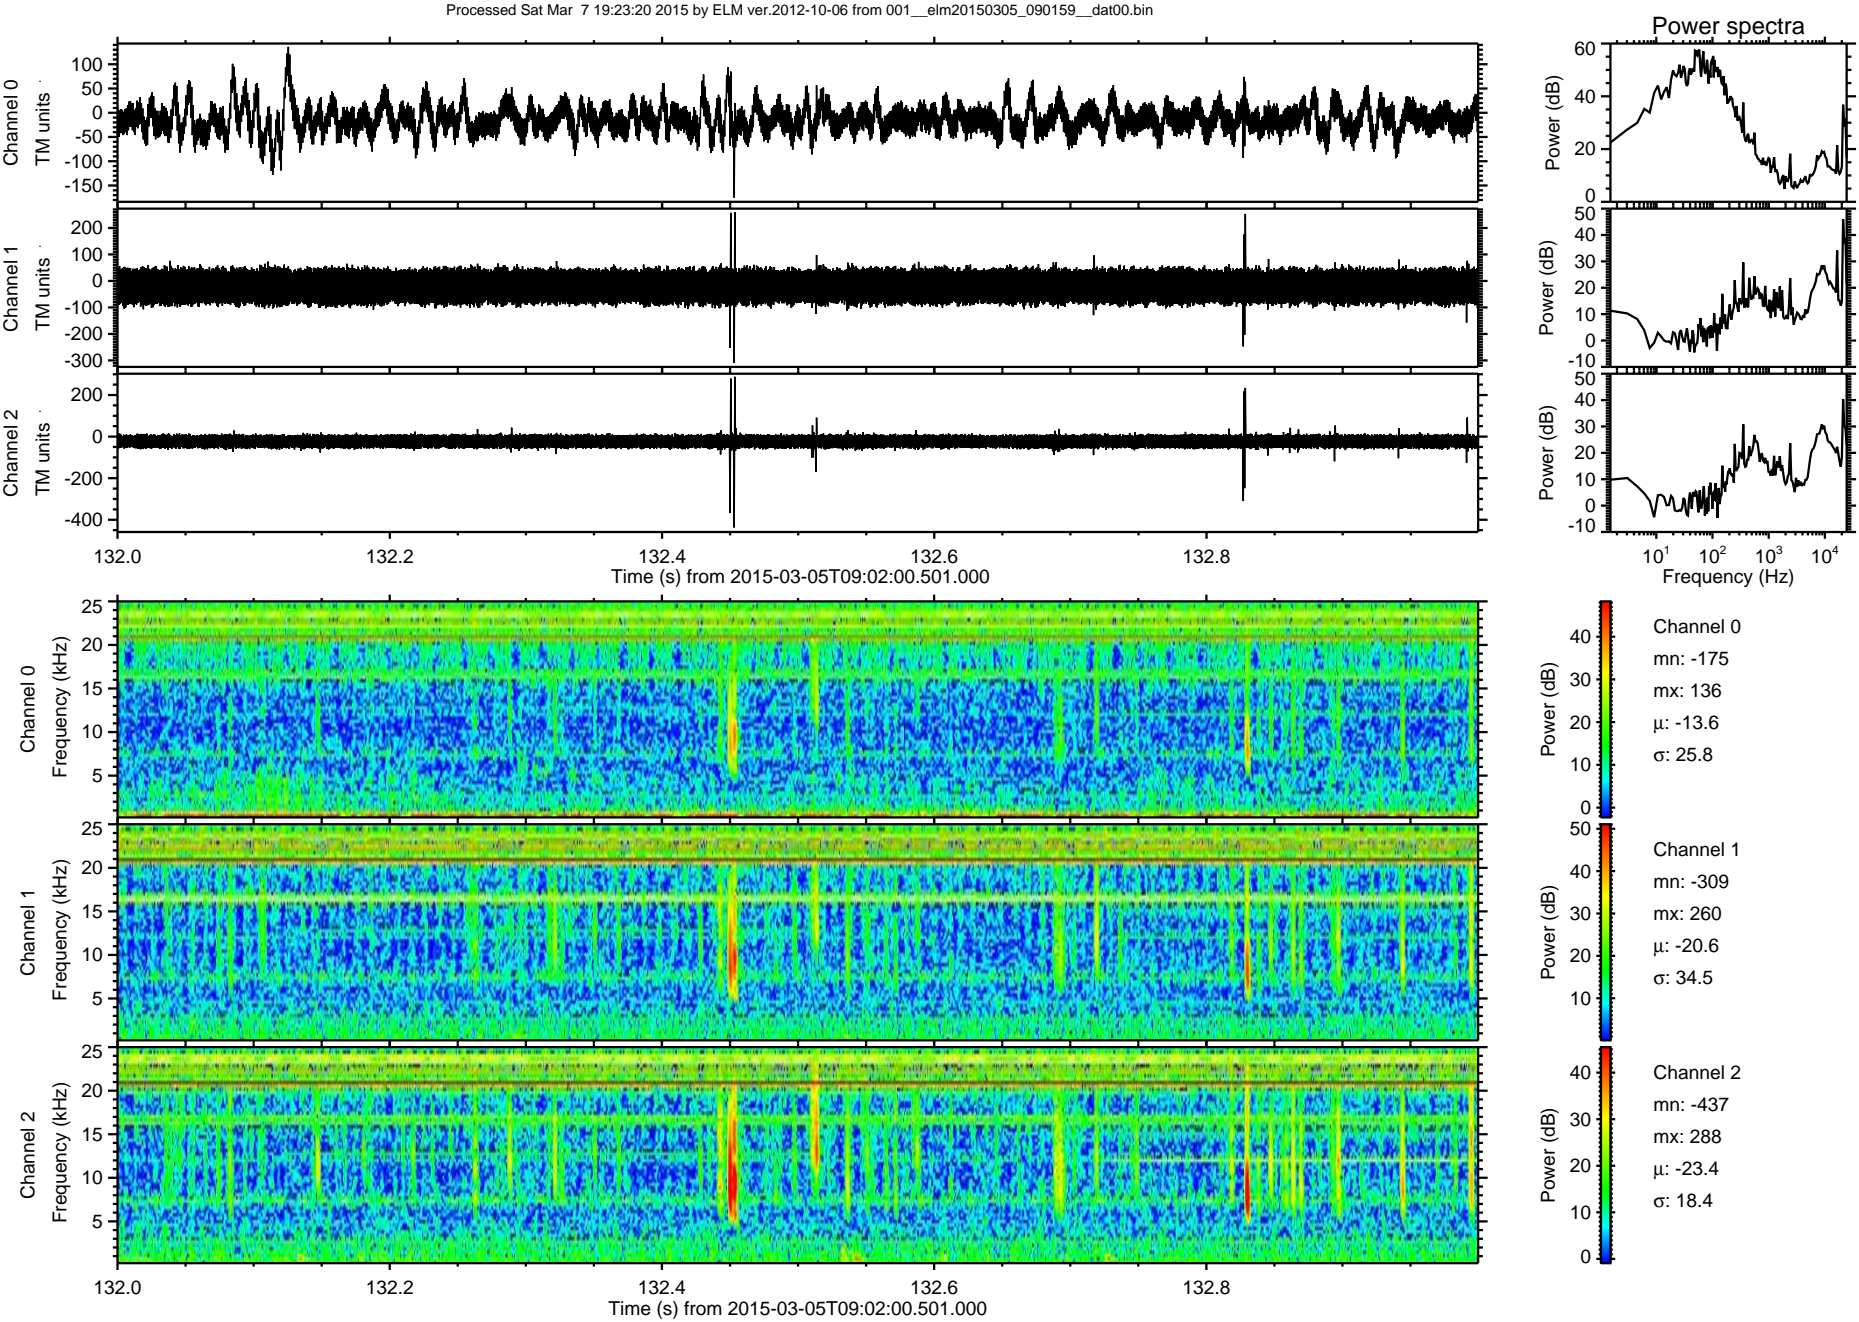 Processed Sat Mar  7 19:23:20 2015 by ELM ver.2012-10-06 from 001__elm20150305_090159__dat00.bin
Power spectra
Channel 0
TM units
100
50
0
-50
-100
-150
Power (dB)
60
40
20
0
Channel 1
TM units
200
100
0
-100
-200
-300
Power (dB)
50
40
30
20
10
0
-10
Channel 2
TM units
200
0
-200
-400
Power (dB)
50
40
30
20
10
0
-10
132.0 132.2 132.4 132.6 132.8
Time (s) from 2015-03-05T09:02:00.501.000
10¹ 10² 10³ 10⁴
Frequency (Hz)
Channel 0
Frequency (kHz)
25
20
15
10
5
Power (dB)
40
30
20
10
0
Channel 0
mn: -175
mx: 136
μ: -13.6
σ: 25.8
Channel 1
Frequency (kHz)
25
20
15
10
5
Power (dB)
50
40
30
20
10
Channel 1
mn: -309
mx: 260
μ: -20.6
σ: 34.5
Channel 2
Frequency (kHz)
25
20
15
10
5
Power (dB)
40
30
20
10
0
Channel 2
mn: -437
mx: 288
μ: -23.4
σ: 18.4
132.0 132.2 132.4 132.6 132.8
Time (s) from 2015-03-05T09:02:00.501.000